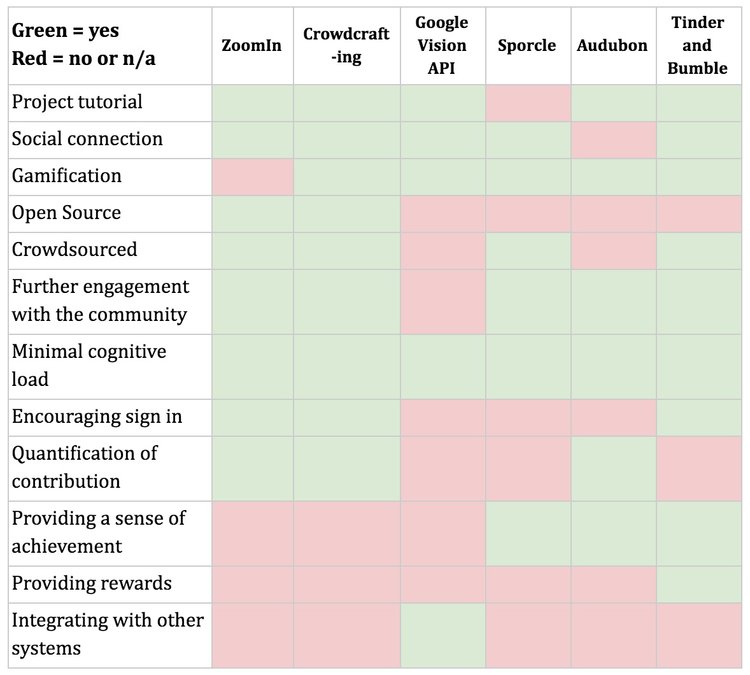 Green = yes
Red = no or n/a
ZoomIn
Crowdcraft
-ing
Google
Vision
API
Sporcle
Audubon
Tinder
and
Bumble
Project tutorial
Social connection
Gamification
Open Source
Crowdsourced
Further engagement
with the community
Minimal cognitive
load
Encouraging sign in
Quantification of
contribution
Providing a sense of
achievement
Providing rewards
Integrating with other
systems